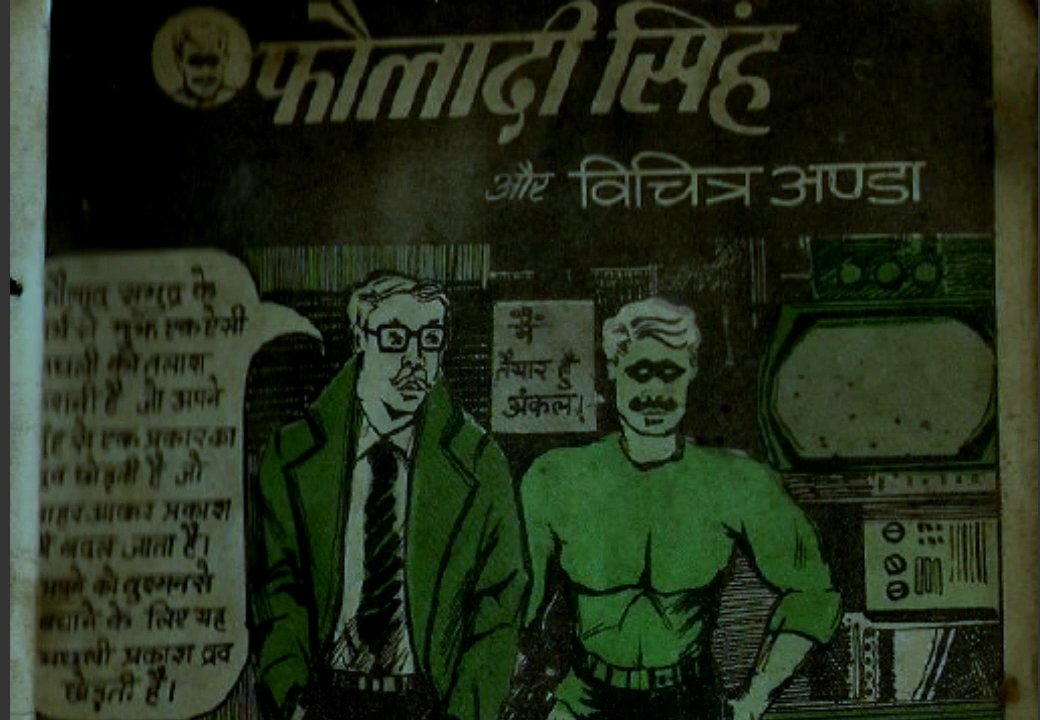 फौलादी सिंह
और विचित्र अण्डा
समुद्र के
मुझे एक ऐसी
की तलाश
है जो अपने
से एक प्रकार का
छोड़ती है जो
बाहर आकर प्रकाश
में बदल जाता है।
अपने को दुश्मन से
बचाने के लिए यह
मछली प्रकाश द्रव
छोड़ती है।
मैं
तैयार हूं
अंकल!